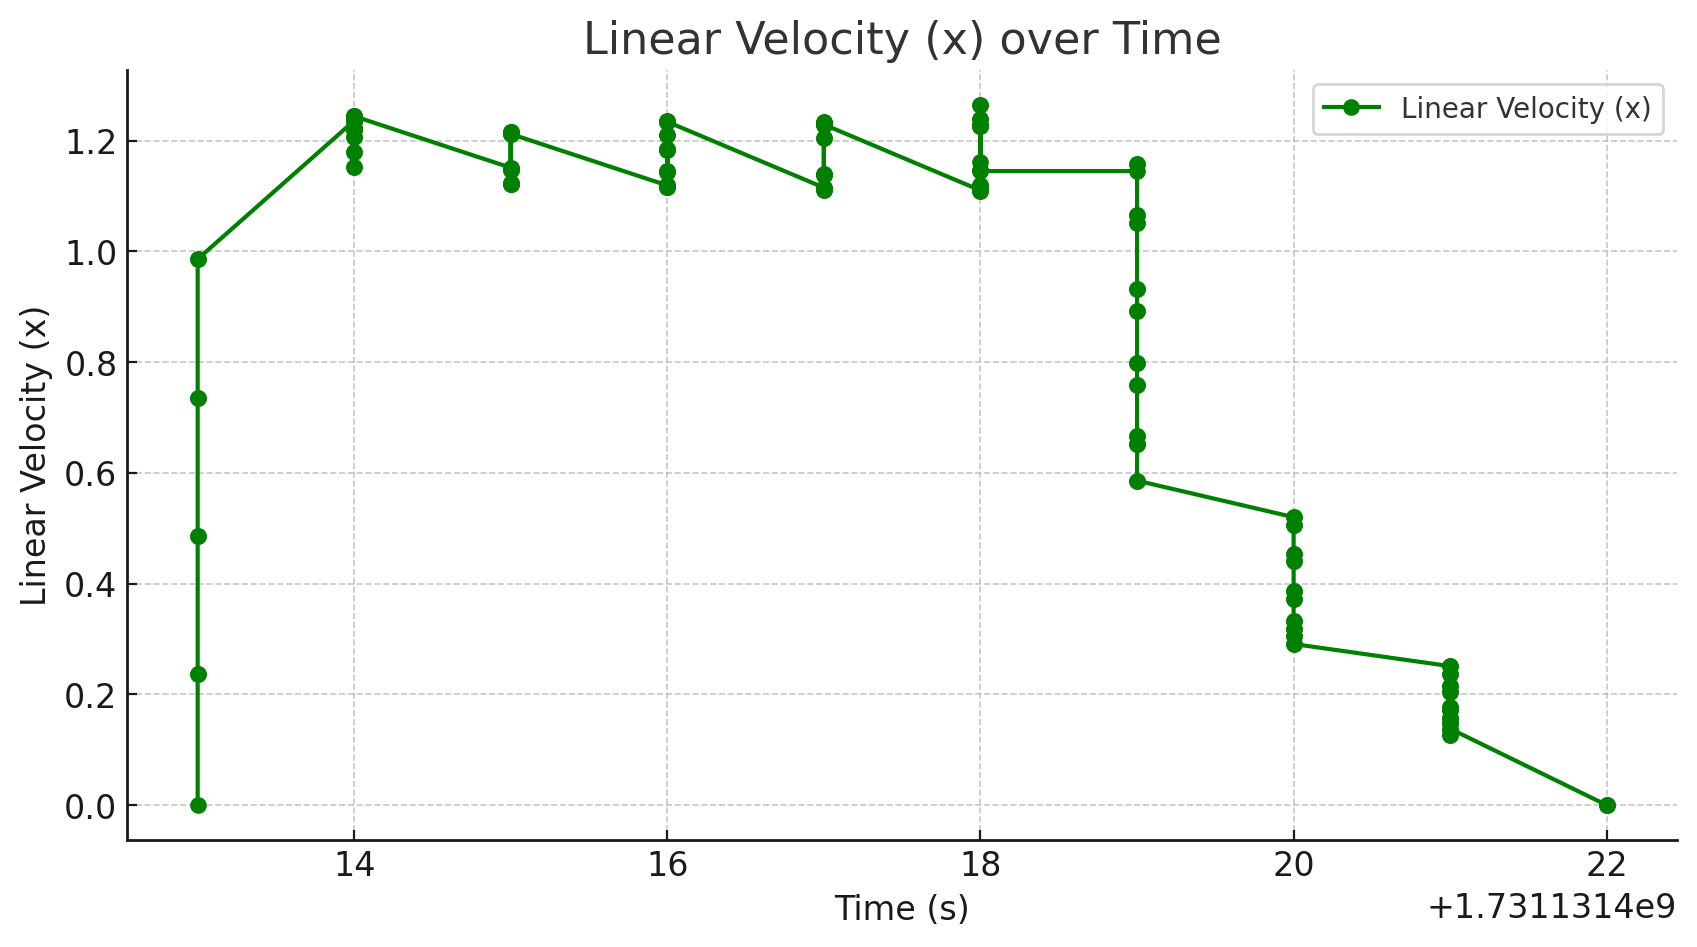 Linear Velocity (x) over Time
Linear Velocity (x)
Linear Velocity (x)
1.2
1.0
0.8
0.6
0.4
0.2
0.0
14 16 18 20 22
Time (s)
+1.7311314e9